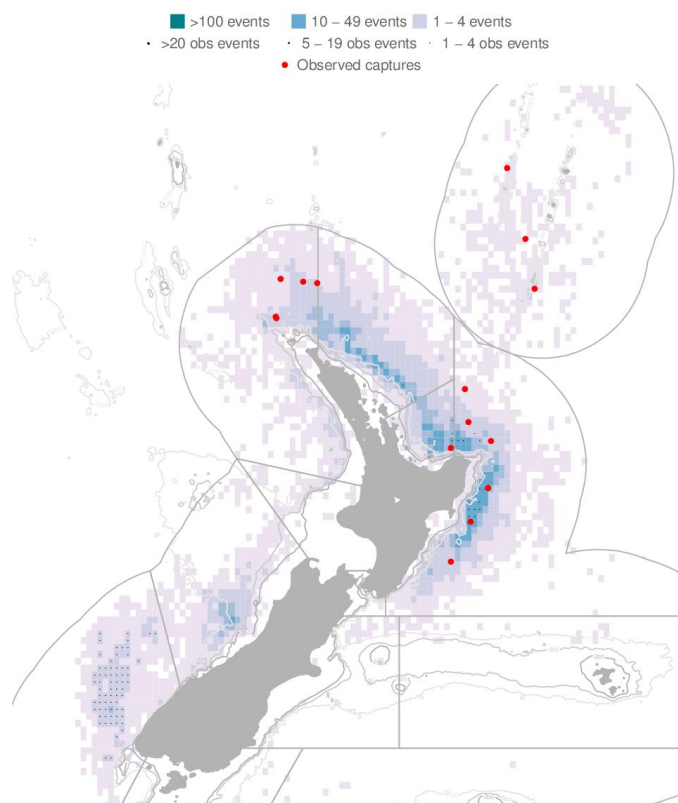 >100 events 10 – 49 events 1 – 4 events
>20 obs events 5 – 19 obs events 1 – 4 obs events
Observed captures